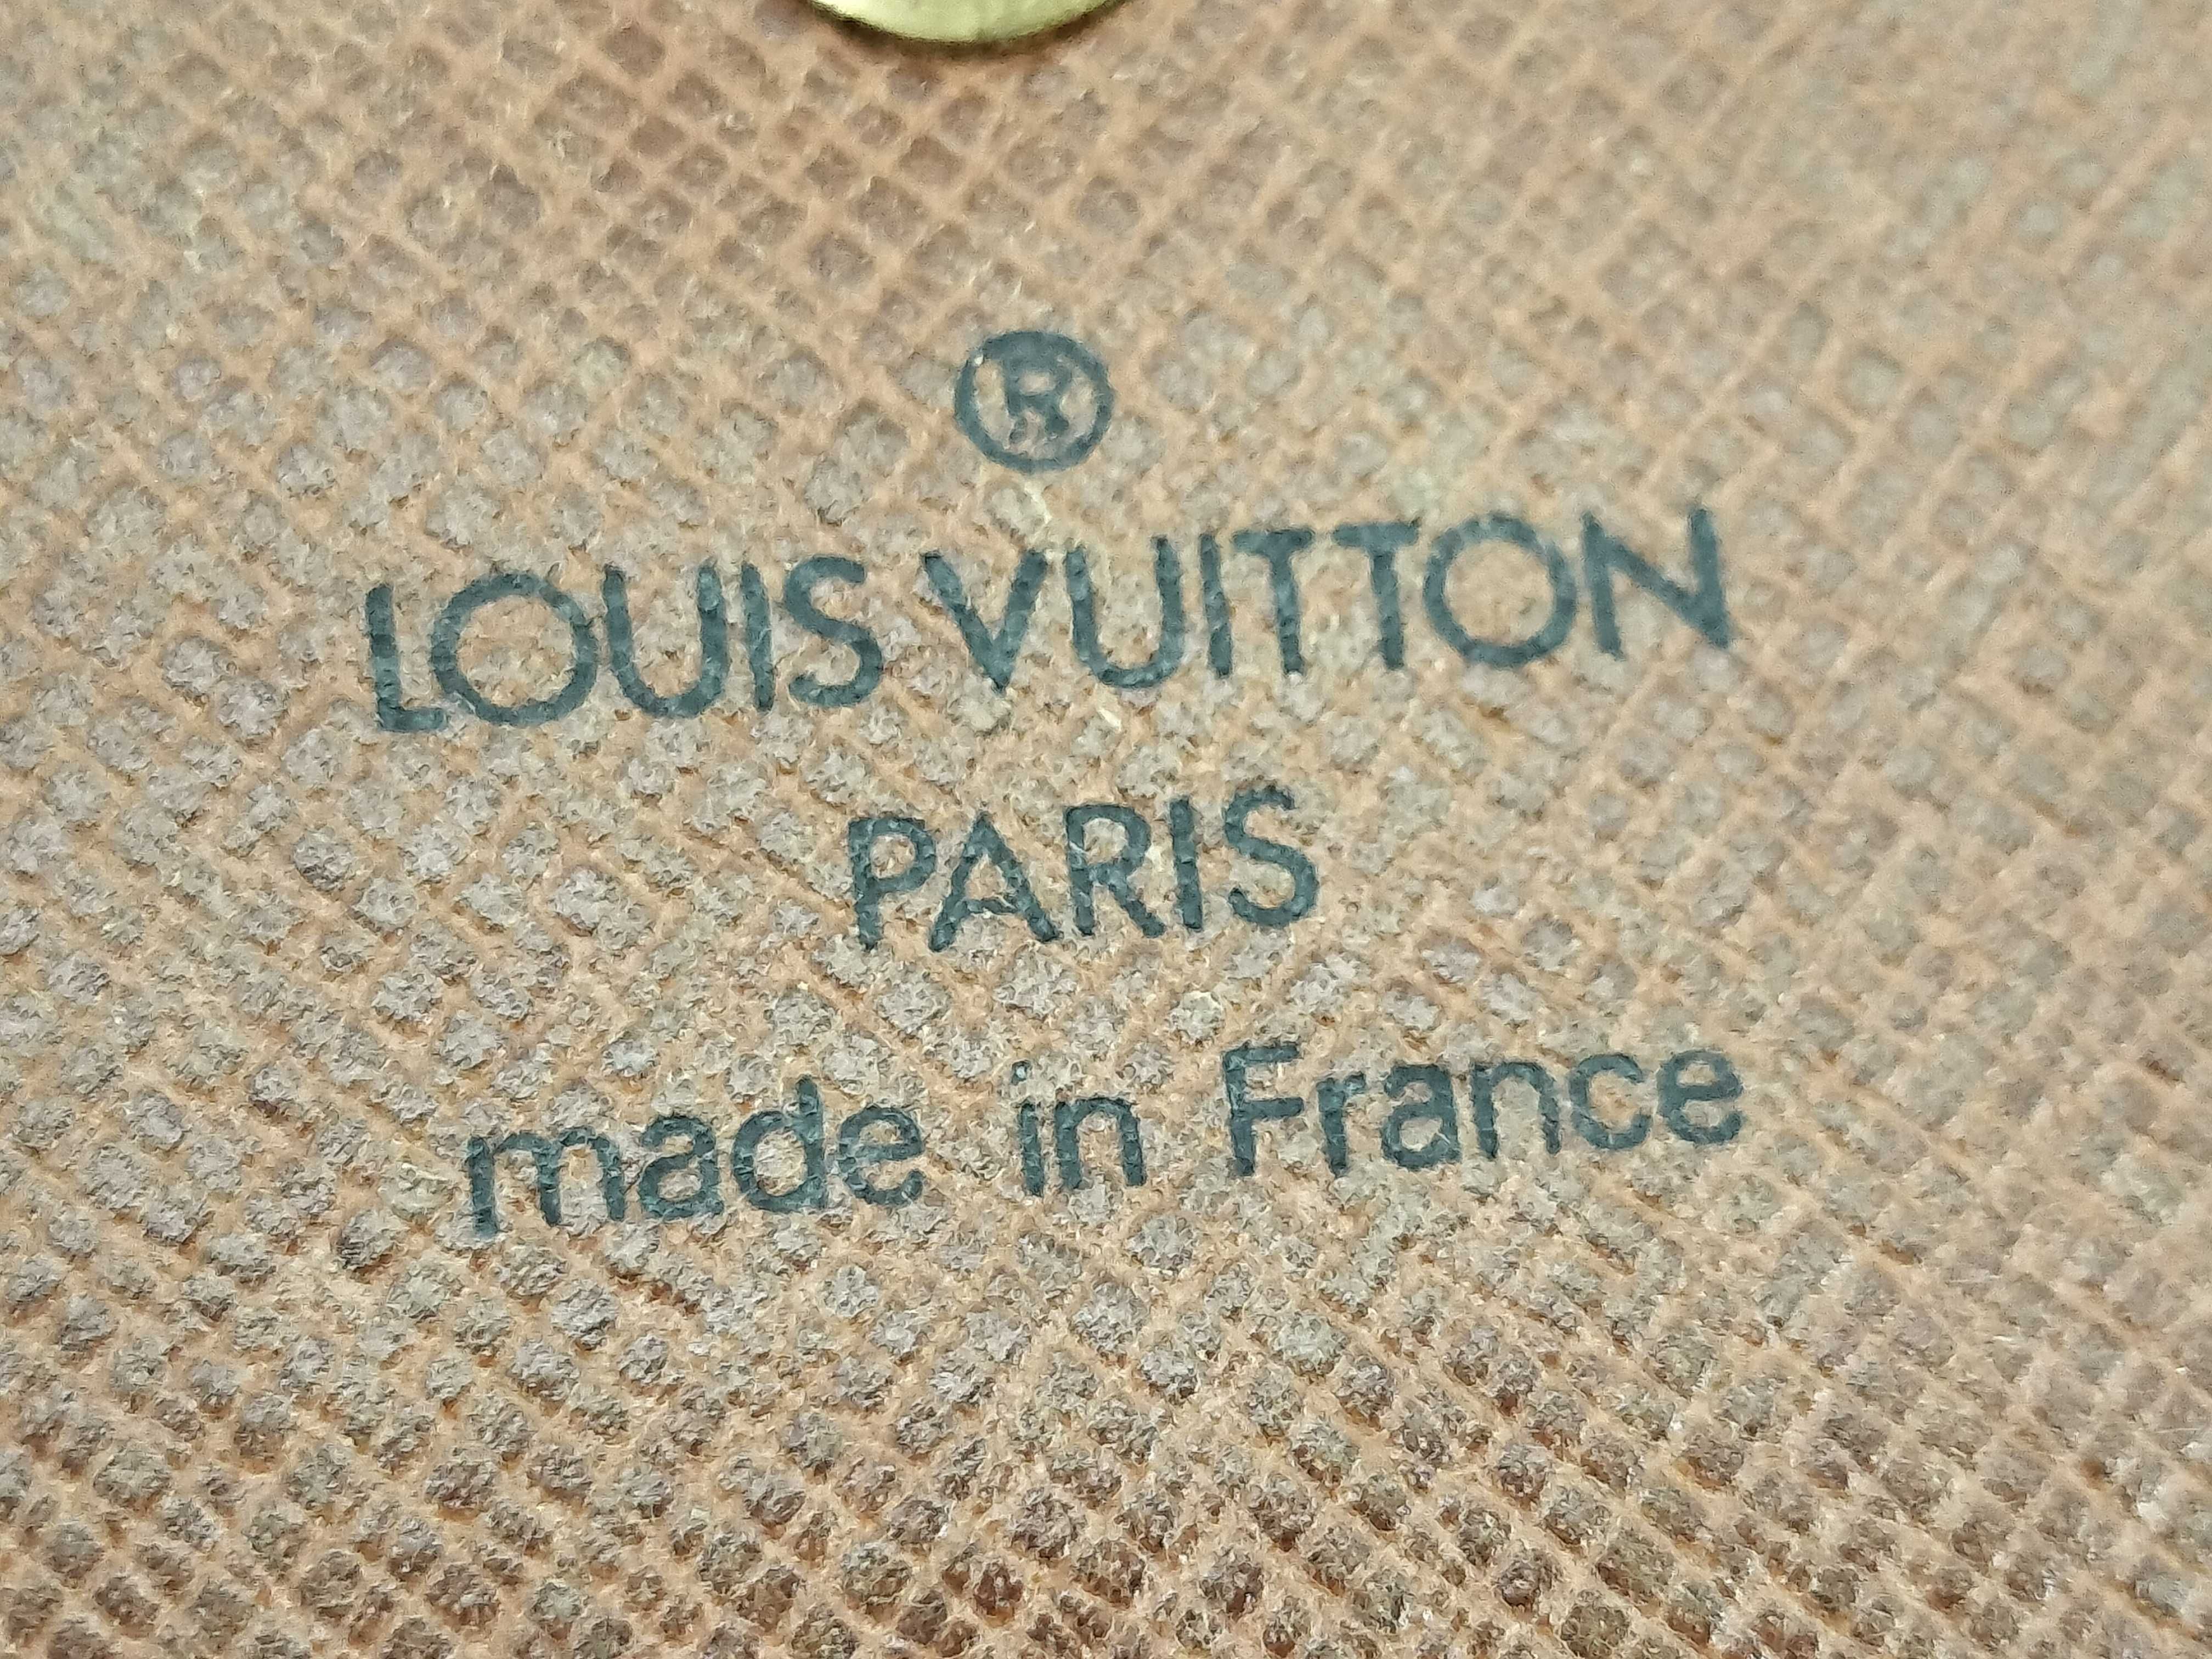 ®
LOUIS VUITTON
PARIS
made in France